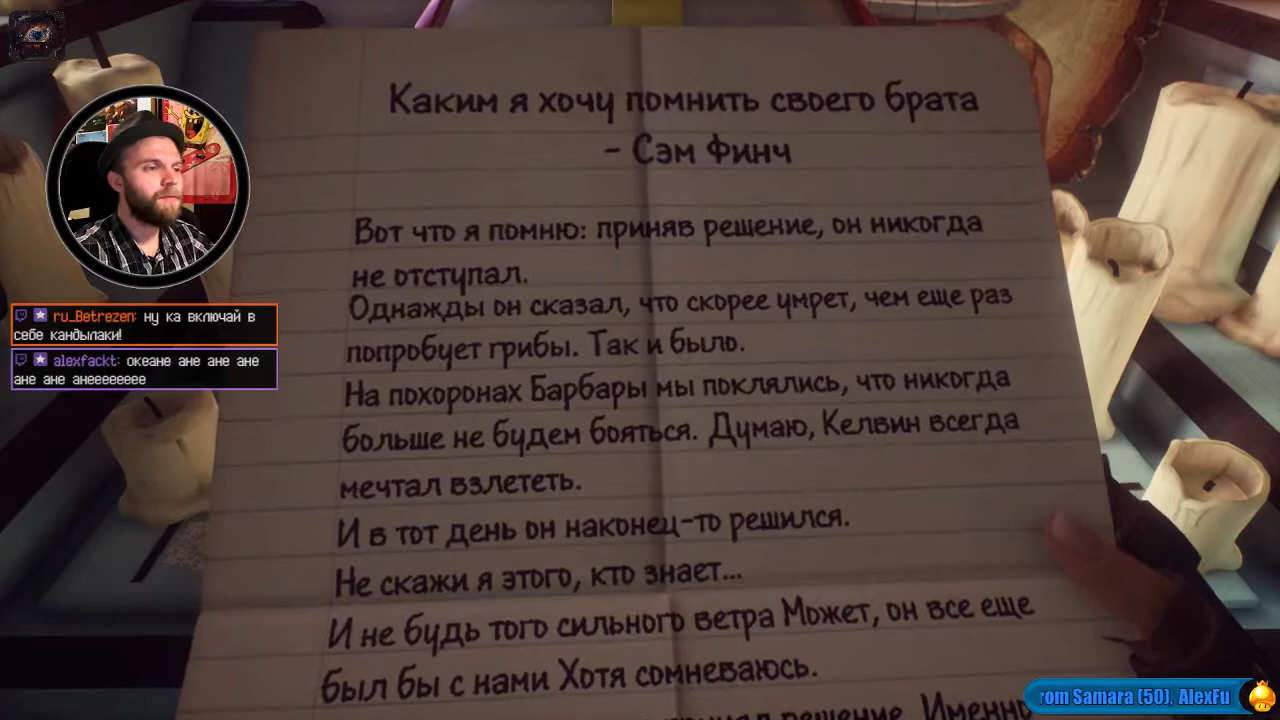 Каким я хочу помнить своего брата
- Сэм Финч
Вот что я помню: приняв решение, он никогда
не отступал.
Однажды он сказал, что скорее умрет, чем еще раз
попробует грибы. Так и было.
На похоронах Барбары мы поклялись, что никогда
больше не будем бояться. Думаю, Келвин всегда
мечтал взлететь.
И в тот день он наконец-то решился.
Не скажи я этого, кто знает...
И не будь того сильного ветра Может, он все еще
был бы с нами Хотя сомневаюсь.
принял решение. Именно
ru_Betrezen: ну ка включай в
себе кандылаки!
alexfackt: океане ане ане ане
ане ане анеееееееe
rom Samara (50), AlexFu